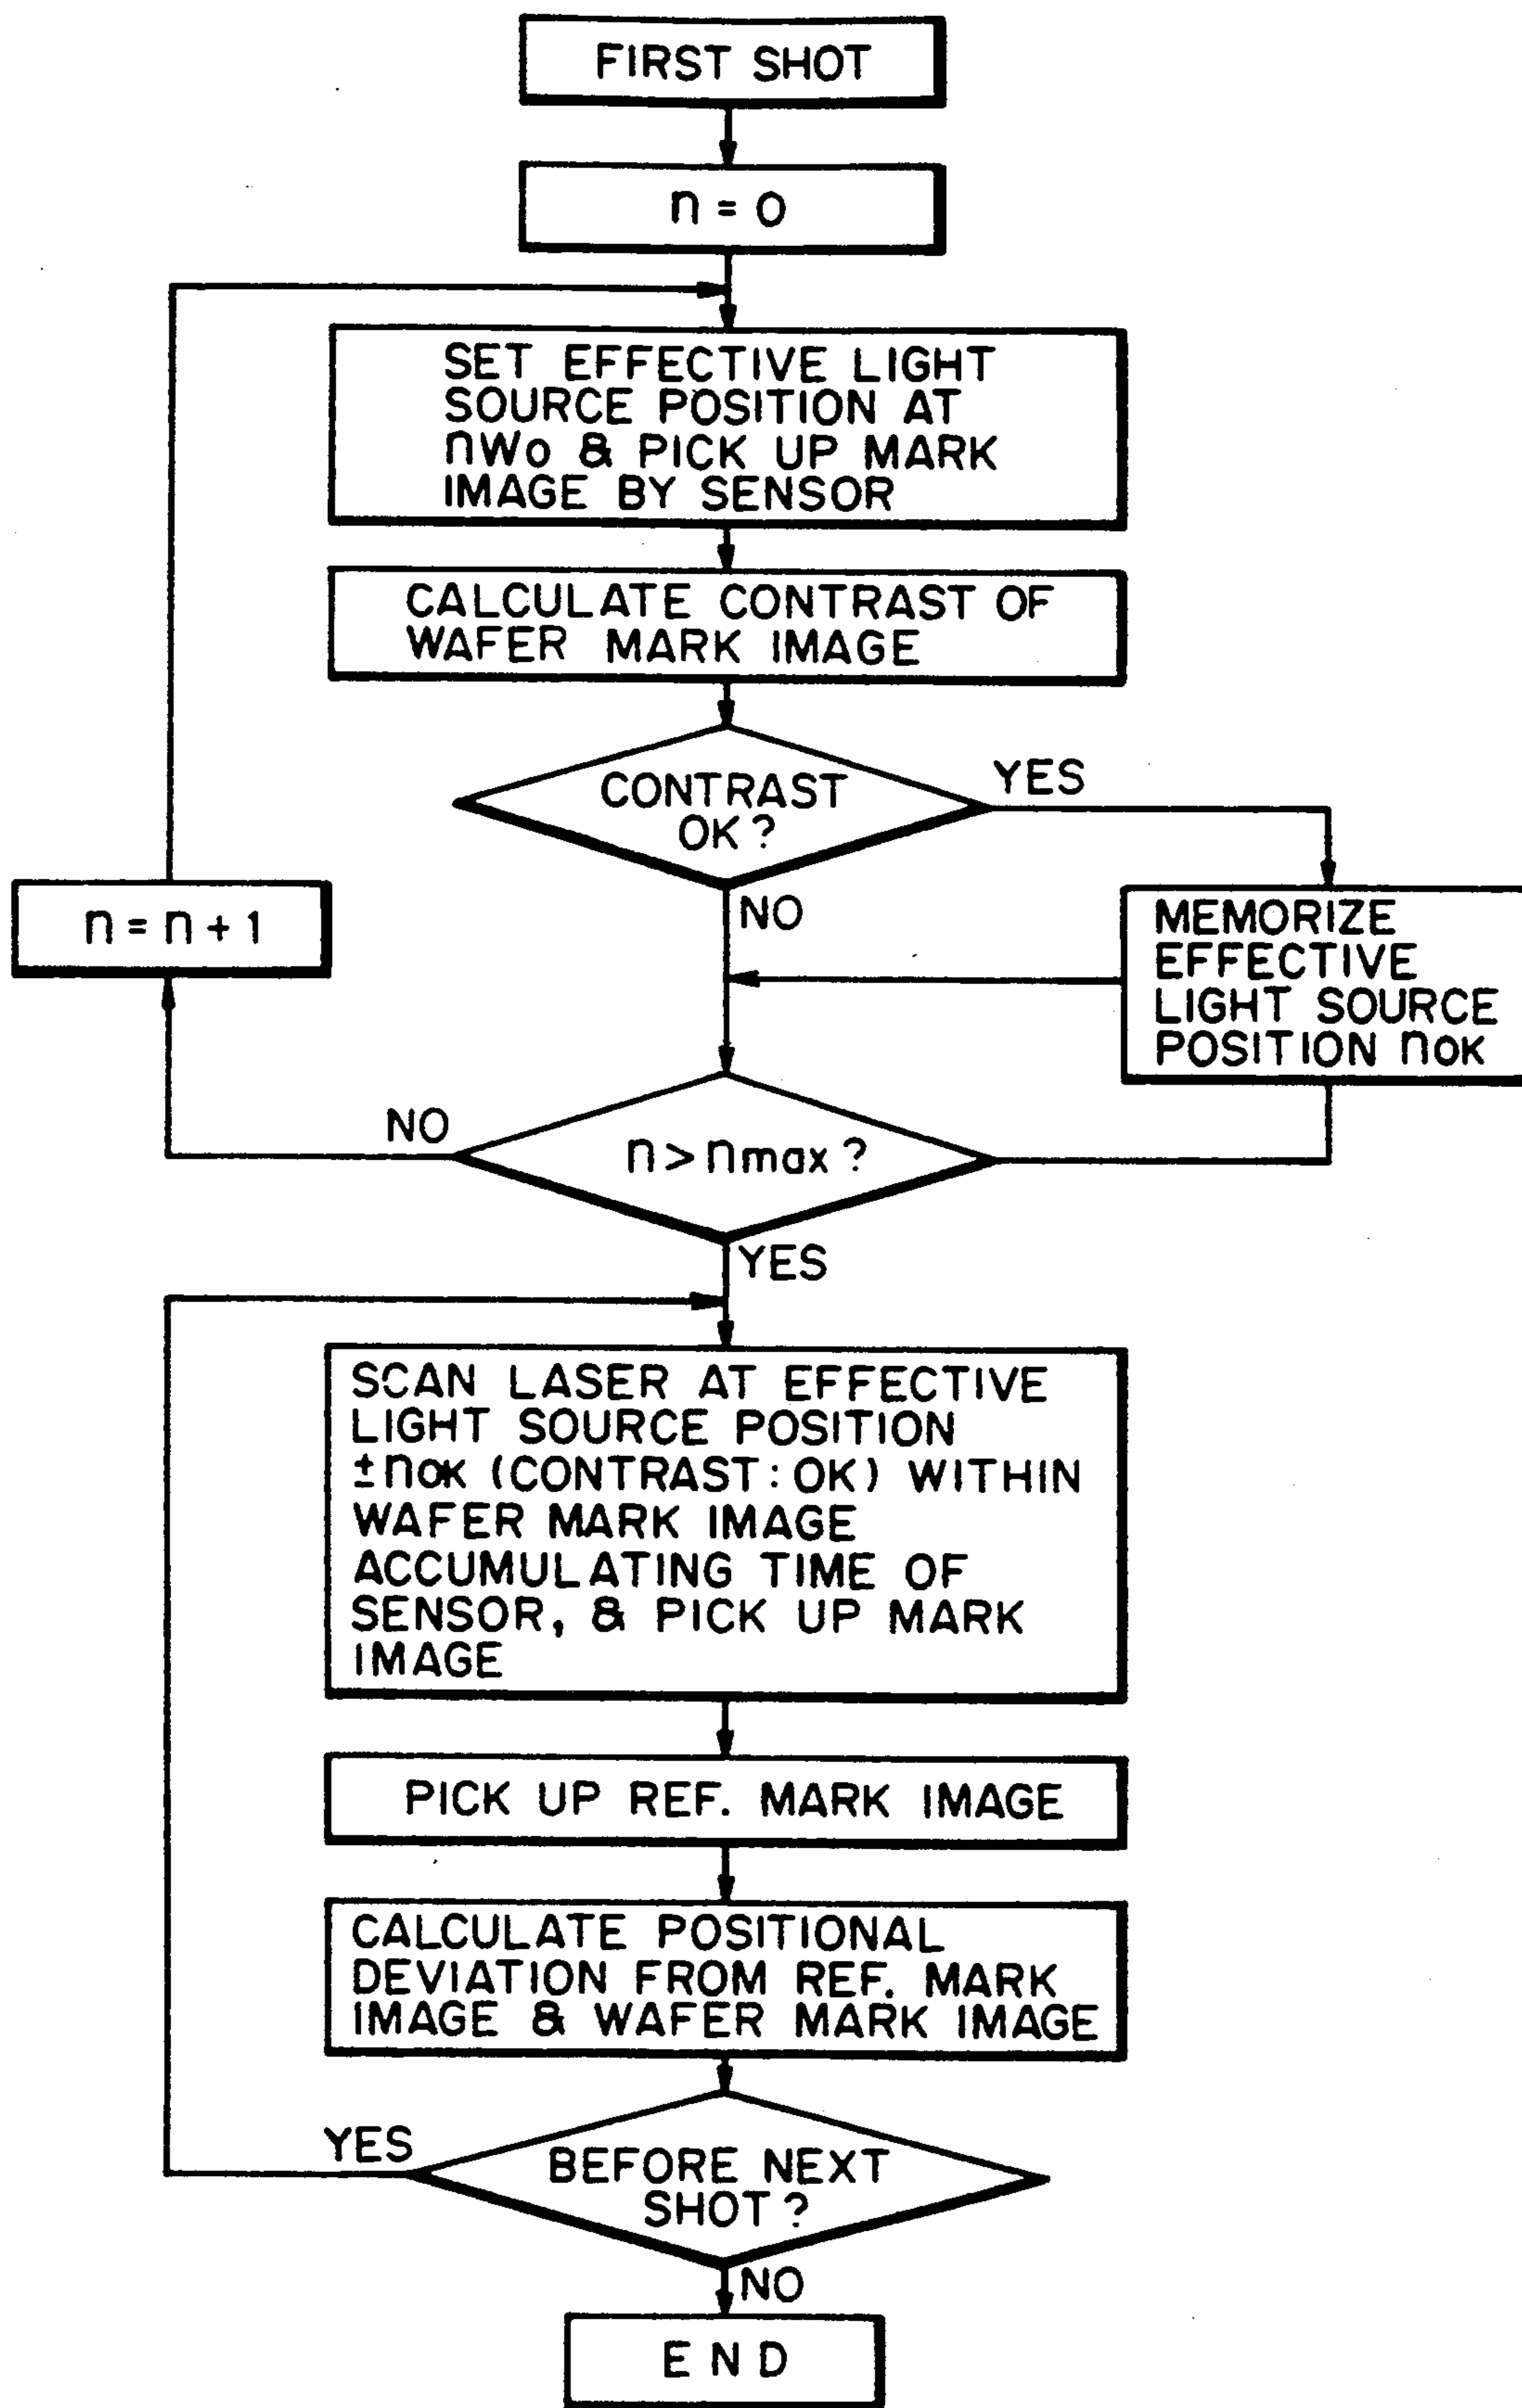 FIRST SHOT
n = 0
SET EFFECTIVE LIGHT
SOURCE POSITION AT
nWo & PICK UP MARK
IMAGE BY SENSOR
CALCULATE CONTRAST OF
WAFER MARK IMAGE
CONTRAST
OK?
YES
NO
n = n + 1
MEMORIZE
EFFECTIVE
LIGHT SOURCE
POSITION nOK
n > nmax ?
NO
YES
SCAN LASER AT EFFECTIVE
LIGHT SOURCE POSITION
±nOK (CONTRAST : OK) WITHIN
WAFER MARK IMAGE
ACCUMULATING TIME OF
SENSOR, & PICK UP MARK
IMAGE
PICK UP REF. MARK IMAGE
CALCULATE POSITIONAL
DEVIATION FROM REF. MARK
IMAGE & WAFER MARK IMAGE
YES
BEFORE NEXT
SHOT?
NO
END